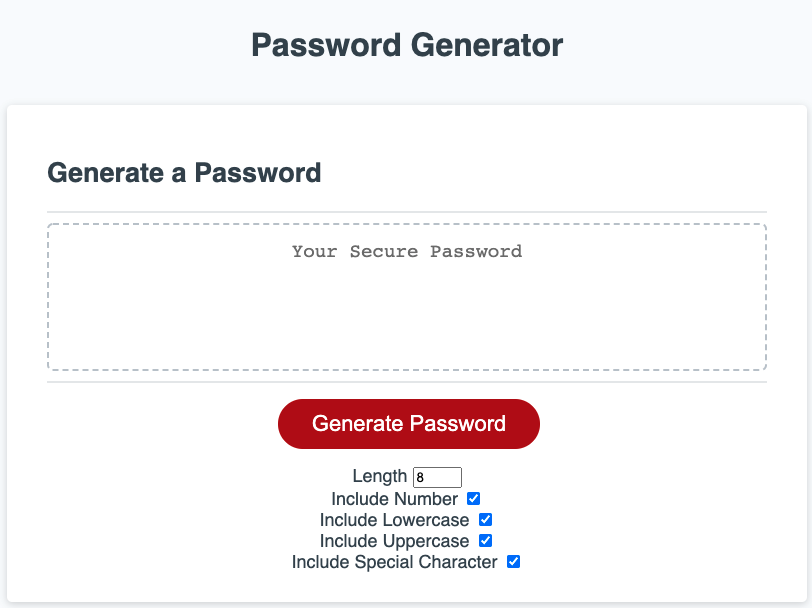 Password Generator
Generate a Password
Your Secure Password
Generate Password
Length 8
Include Number
Include Lowercase
Include Uppercase
Include Special Character